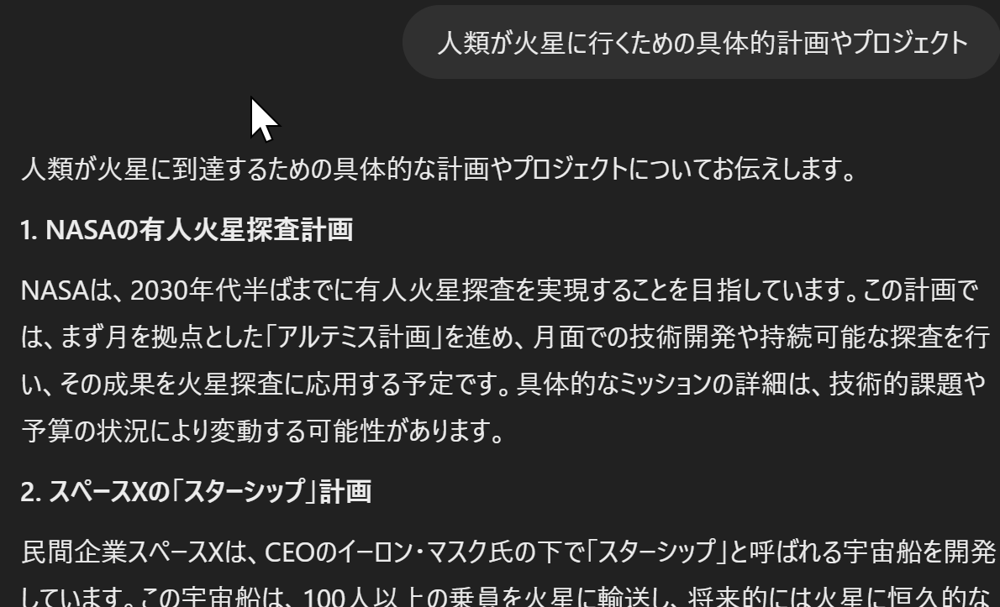 人類が火星に行くための具体的計画やプロジェクト
人類が火星に到達するための具体的な計画やプロジェクトについてお伝えします。
1. NASAの有人火星探査計画
NASAは、2030年代半ばまでに有人火星探査を実現することを目指しています。この計画で
は、まず月を拠点とした「アルテミス計画」を進め、月面での技術開発や持続可能な探査を行
い、その成果を火星探査に応用する予定です。具体的なミッションの詳細は、技術的課題や
予算の状況により変動する可能性があります。
2. スペースXの「スターシップ」計画
民間企業スペースXは、CEOのイーロン・マスク氏の下で「スターシップ」と呼ばれる宇宙船を開発
しています。この宇宙船は、100人以上の乗員を火星に輸送し、将来的には火星に恒久的な